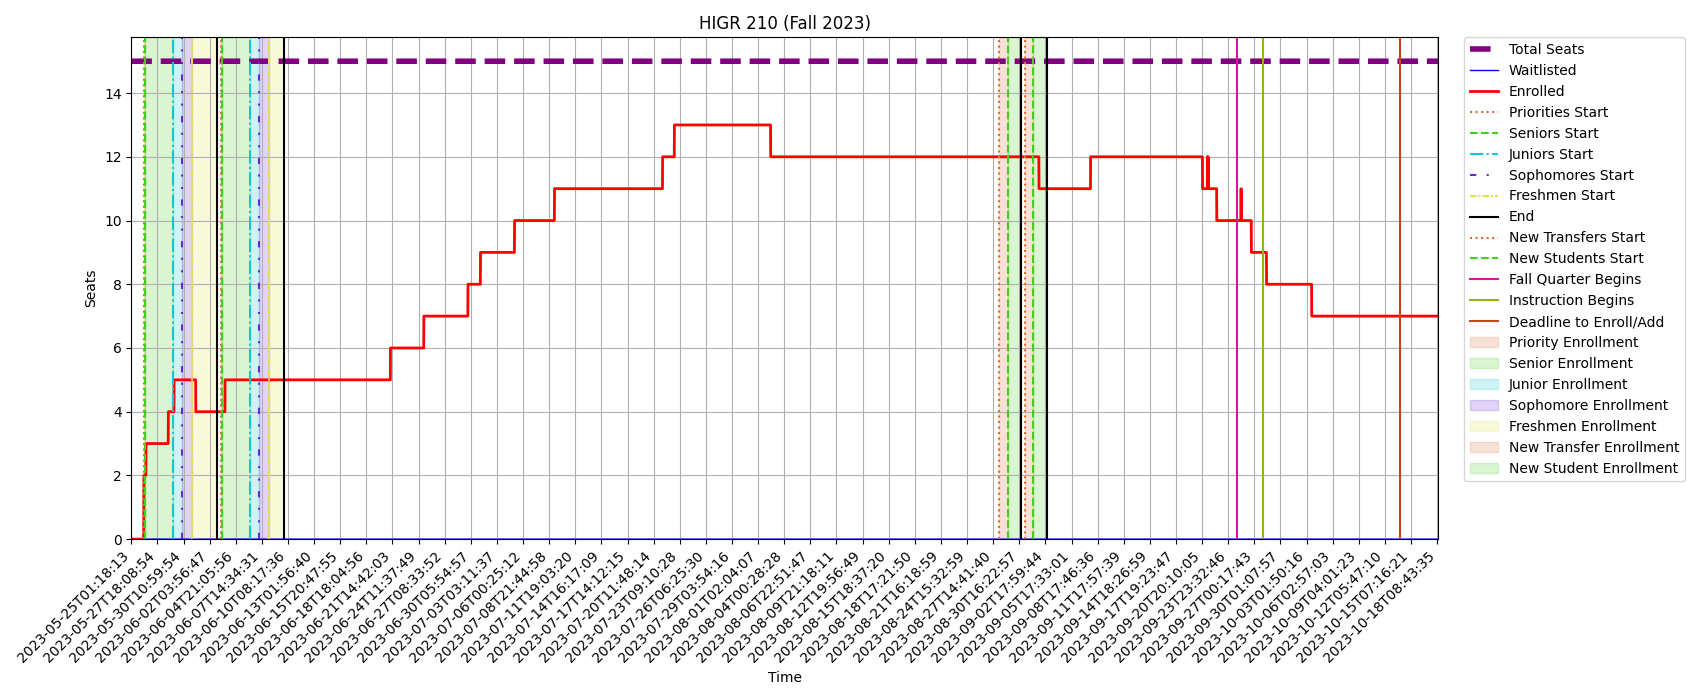 HIGR 210 (Fall 2023)
Seats
14
12
10
8
6
4
2
0
2023-05-25T01:18:13
2023-05-27T18:08:54
2023-05-30T10:59:54
2023-06-02T03:56:47
2023-06-04T21:05:56
2023-06-07T14:34:31
2023-06-10T08:17:36
2023-06-13T01:56:40
2023-06-15T20:47:55
2023-06-18T18:04:56
2023-06-21T14:42:03
2023-06-24T11:37:49
2023-06-27T08:33:52
2023-06-30T05:54:57
2023-07-03T03:11:37
2023-07-06T00:25:12
2023-07-08T21:44:58
2023-07-11T19:03:20
2023-07-14T16:17:09
2023-07-17T14:12:15
2023-07-20T11:48:14
2023-07-23T09:10:28
2023-07-26T06:25:30
2023-07-29T03:54:16
2023-08-01T02:04:07
2023-08-04T00:28:28
2023-08-06T22:51:47
2023-08-09T21:18:11
2023-08-12T19:56:49
2023-08-15T18:37:20
2023-08-18T17:21:50
2023-08-21T16:18:59
2023-08-24T15:32:59
2023-08-27T14:41:40
2023-08-30T16:22:57
2023-09-02T17:59:44
2023-09-05T17:33:01
2023-09-08T17:46:36
2023-09-11T17:57:39
2023-09-14T18:26:59
2023-09-17T19:23:47
2023-09-20T20:10:05
2023-09-23T23:32:46
2023-09-27T00:17:43
2023-09-30T01:07:57
2023-10-03T01:50:16
2023-10-06T02:57:03
2023-10-09T04:01:23
2023-10-12T05:47:10
2023-10-15T07:16:21
2023-10-18T08:43:35
Time
Total Seats
Waitlisted
Enrolled
Priorities Start
Seniors Start
Juniors Start
Sophomores Start
Freshmen Start
End
New Transfers Start
New Students Start
Fall Quarter Begins
Instruction Begins
Deadline to Enroll/Add
Priority Enrollment
Senior Enrollment
Junior Enrollment
Sophomore Enrollment
Freshmen Enrollment
New Transfer Enrollment
New Student Enrollment